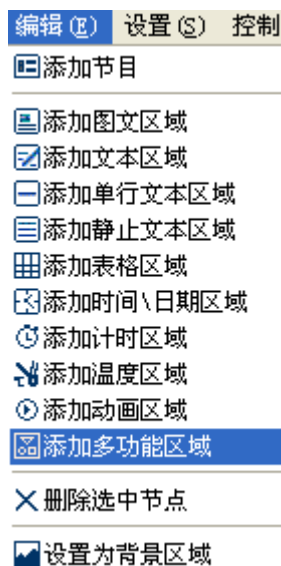 编辑(E) 设置(S) 控制
添加节目
添加图文区域
添加文本区域
添加单行文本区域
添加静止文本区域
添加表格区域
添加时间\日期区域
添加计时区域
添加温度区域
添加动画区域
添加多功能区域
删除选中节点
设置为背景区域